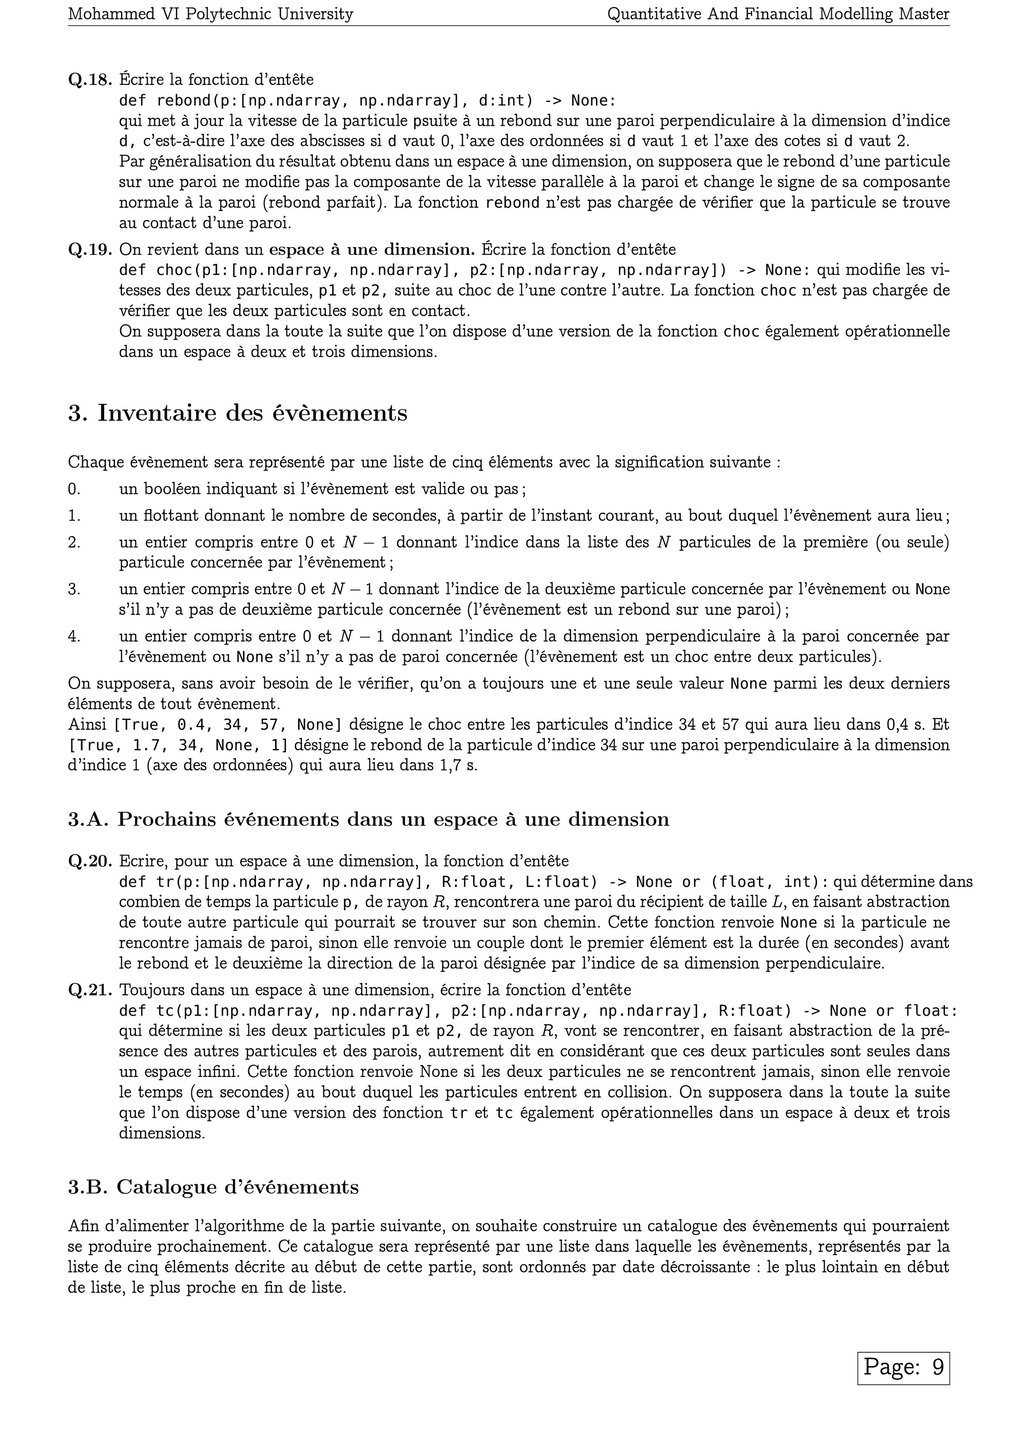 Mohammed VI Polytechnic University Quantitative And Financial Modelling Master
Q.18. Écrire la fonction d'entête
def rebond(p:[np.ndarray, np.ndarray], d:int) -> None:
qui met à jour la vitesse de la particule psuite à un rebond sur une paroi perpendiculaire à la dimension d'indice
d, c'est-à-dire l'axe des abscisses si d vaut 0, l'axe des ordonnées si d vaut 1 et l'axe des cotes si d vaut 2.
Par généralisation du résultat obtenu dans un espace à une dimension, on supposera que le rebond d'une particule
sur une paroi ne modifie pas la composante de la vitesse parallèle à la paroi et change le signe de sa composante
normale à la paroi (rebond parfait). La fonction rebond n'est pas chargée de vérifier que la particule se trouve
au contact d'une paroi.
Q.19. On revient dans un espace à une dimension. Écrire la fonction d'entête
def choc(p1:[np.ndarray, np.ndarray], p2:[np.ndarray, np.ndarray]) -> None: qui modifie les vi-
tesses des deux particules, p1 et p2, suite au choc de l'une contre l'autre. La fonction choc n'est pas chargée de
vérifier que les deux particules sont en contact.
On supposera dans la toute la suite que l'on dispose d'une version de la fonction choc également opérationnelle
dans un espace à deux et trois dimensions.
3. Inventaire des évènements
Chaque évènement sera représenté par une liste de cinq éléments avec la signification suivante :
0. un booléen indiquant si l'évènement est valide ou pas ;
1. un flottant donnant le nombre de secondes, à partir de l'instant courant, au bout duquel l'évènement aura lieu ;
2. un entier compris entre 0 et N − 1 donnant l'indice dans la liste des N particules de la première (ou seule)
particule concernée par l'évènement ;
3. un entier compris entre 0 et N − 1 donnant l'indice de la deuxième particule concernée par l'évènement ou None
s'il n'y a pas de deuxième particule concernée (l'évènement est un rebond sur une paroi) ;
4. un entier compris entre 0 et N − 1 donnant l'indice de la dimension perpendiculaire à la paroi concernée par
l'évènement ou None s'il n'y a pas de paroi concernée (l'évènement est un choc entre deux particules).
On supposera, sans avoir besoin de le vérifier, qu'on a toujours une et une seule valeur None parmi les deux derniers
éléments de tout évènement.
Ainsi [True, 0.4, 34, 57, None] désigne le choc entre les particules d'indice 34 et 57 qui aura lieu dans 0,4 s. Et
[True, 1.7, 34, None, 1] désigne le rebond de la particule d'indice 34 sur une paroi perpendiculaire à la dimension
d'indice 1 (axe des ordonnées) qui aura lieu dans 1,7 s.
3.A. Prochains événements dans un espace à une dimension
Q.20. Ecrire, pour un espace à une dimension, la fonction d'entête
def tr(p:[np.ndarray, np.ndarray], R:float, L:float) -> None or (float, int): qui détermine dans
combien de temps la particule p, de rayon R, rencontrera une paroi du récipient de taille L, en faisant abstraction
de toute autre particule qui pourrait se trouver sur son chemin. Cette fonction renvoie None si la particule ne
rencontre jamais de paroi, sinon elle renvoie un couple dont le premier élément est la durée (en secondes) avant
le rebond et le deuxième la direction de la paroi désignée par l'indice de sa dimension perpendiculaire.
Q.21. Toujours dans un espace à une dimension, écrire la fonction d'entête
def tc(p1:[np.ndarray, np.ndarray], p2:[np.ndarray, np.ndarray], R:float) -> None or float:
qui détermine si les deux particules p1 et p2, de rayon R, vont se rencontrer, en faisant abstraction de la pré-
sence des autres particules et des parois, autrement dit en considérant que ces deux particules sont seules dans
un espace infini. Cette fonction renvoie None si les deux particules ne se rencontrent jamais, sinon elle renvoie
le temps (en secondes) au bout duquel les particules entrent en collision. On supposera dans la toute la suite
que l'on dispose d'une version des fonction tr et tc également opérationnelles dans un espace à deux et trois
dimensions.
3.B. Catalogue d'événements
Afin d'alimenter l'algorithme de la partie suivante, on souhaite construire un catalogue des évènements qui pourraient
se produire prochainement. Ce catalogue sera représenté par une liste dans laquelle les évènements, représentés par la
liste de cinq éléments décrite au début de cette partie, sont ordonnés par date décroissante : le plus lointain en début
de liste, le plus proche en fin de liste.
Page: 9